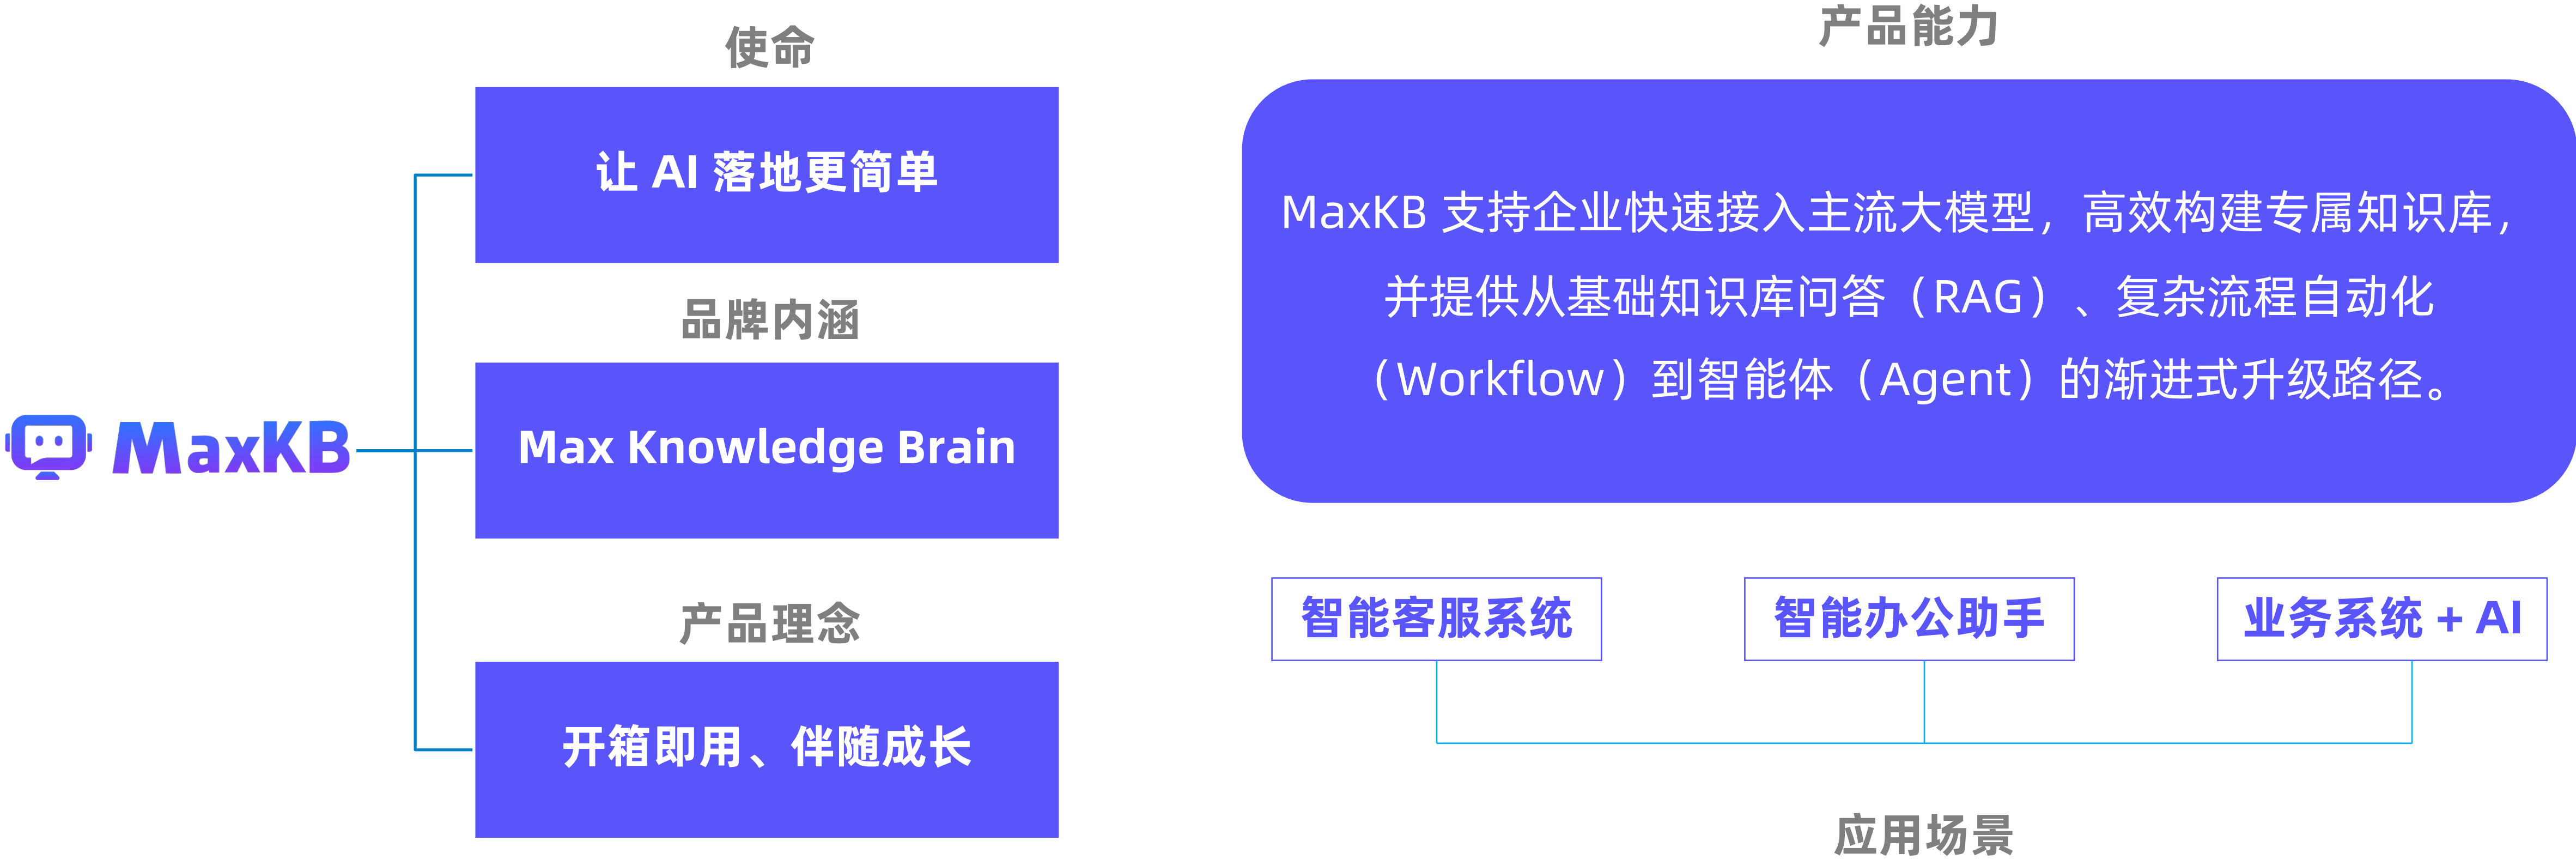 MaxKB
使命
让 AI 落地更简单
品牌内涵
Max Knowledge Brain
产品理念
开箱即用、伴随成长
产品能力
MaxKB 支持企业快速接入主流大模型，高效构建专属知识库，
并提供从基础知识库问答（RAG）、复杂流程自动化
（Workflow）到智能体（Agent）的渐进式升级路径。
智能客服系统
智能办公助手
业务系统 + AI
应用场景